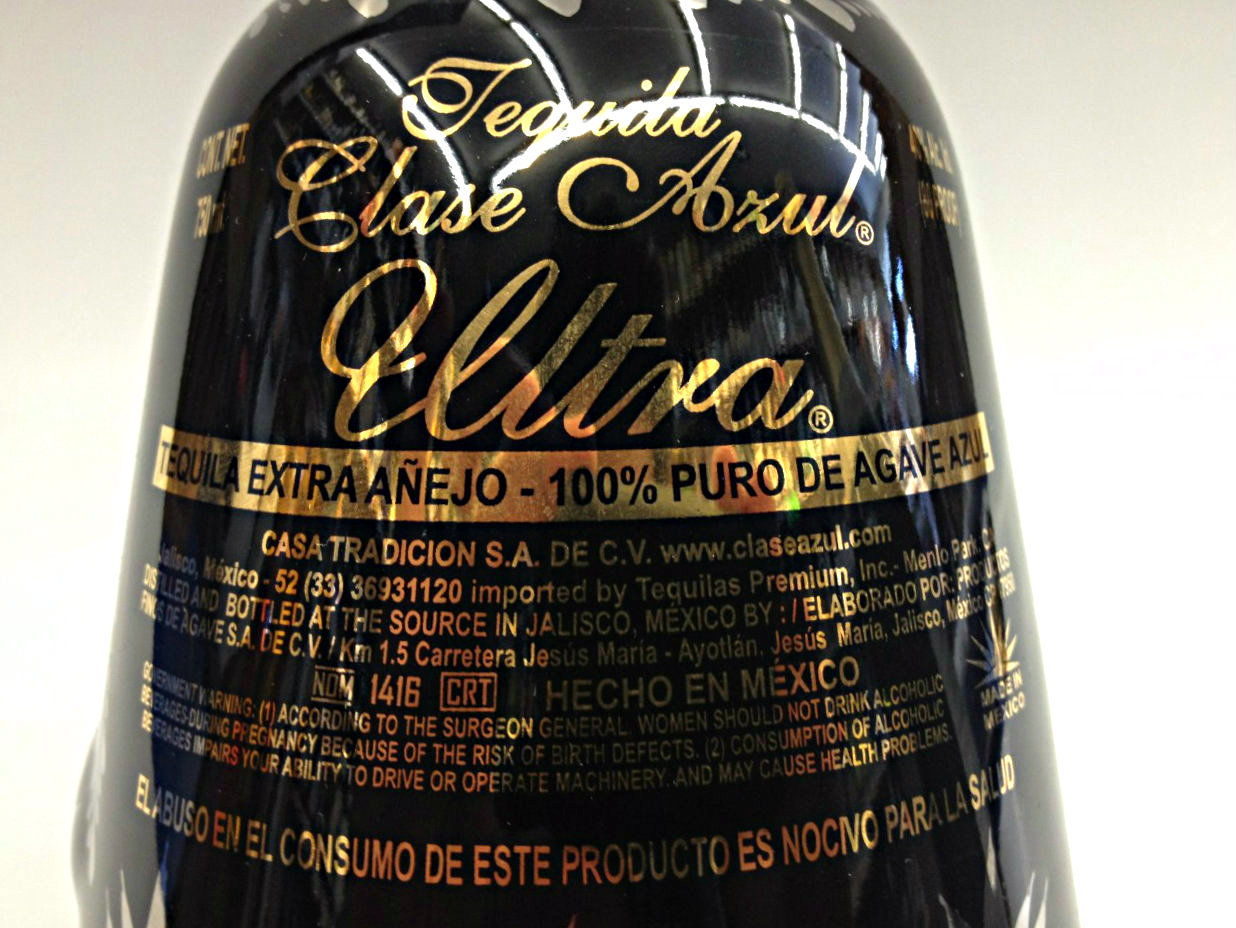 Tequila
Clase Azul®
Ultra®
CONT. NET.
750 ml
TEQUILA EXTRA AÑEJO - 100% PURO DE AGAVE AZUL
CASA TRADICION S.A. DE C.V. www.claseazul.com
Jalisco, México - 52 (33) 36931120 imported by Tequilas Premium, Inc.- Menlo Park,
DISTILLED AND BOTTLED AT THE SOURCE IN JALISCO, MÉXICO BY : / ELABORADO POR: PRODUCTOS
FINOS DE AGAVE S.A. DE C.V. / Km 1.5 Carretera Jesús María - Ayotlán. Jesús María, Jalisco, México
NOM 1416 CRT HECHO EN MÉXICO
MADE IN
MEXICO
GOVERNMENT WARNING: (1) ACCORDING TO THE SURGEON GENERAL, WOMEN SHOULD NOT DRINK ALCOHOLIC
BEVERAGES DURING PREGNANCY BECAUSE OF THE RISK OF BIRTH DEFECTS. (2) CONSUMPTION OF ALCOHOLIC
BEVERAGES IMPAIRS YOUR ABILITY TO DRIVE OR OPERATE MACHINERY, AND MAY CAUSE HEALTH PROBLEMS.
EL ABUSO EN EL CONSUMO DE ESTE PRODUCTO ES NOCIVO PARA LA SALUD